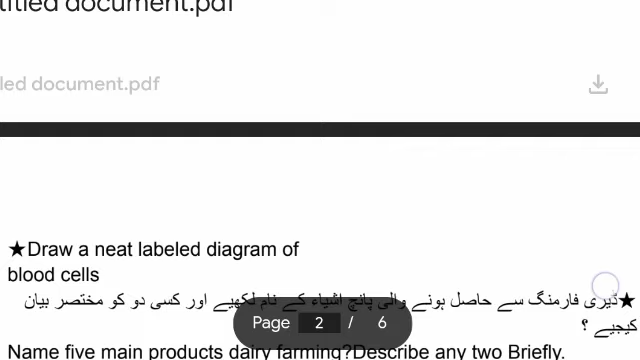 titled document.pdf
led document.pdf
★Draw a neat labeled diagram of
blood cells
★ڈیری فارمنگ سے حاصل ہونے والی پانچ اشیاء کے نام لکھیے اور کسی دو کو مختصر بیان
کیجیے ؟
Page 2 / 6
Name five main products dairy farming?Describe any two Briefly.